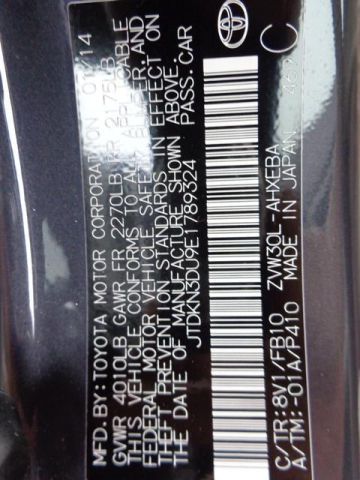 MFD. BY: TOYOTA MOTOR CORPORATION 01/14
GVWR 4010LB GAWR FR 2270LB RR 2175LB
THIS VEHICLE CONFORMS TO ALL APPLICABLE
FEDERAL MOTOR VEHICLE SAFETY, BUMPER, AND
THEFT PREVENTION STANDARDS IN EFFECT ON
THE DATE OF MANUFACTURE SHOWN ABOVE.
JTDKN3DU9E1789324 PASS. CAR
C/TR: 8V1/FB10 ZVW30L-AHXEBA
A/TM: -01A/P410 MADE IN JAPAN
C